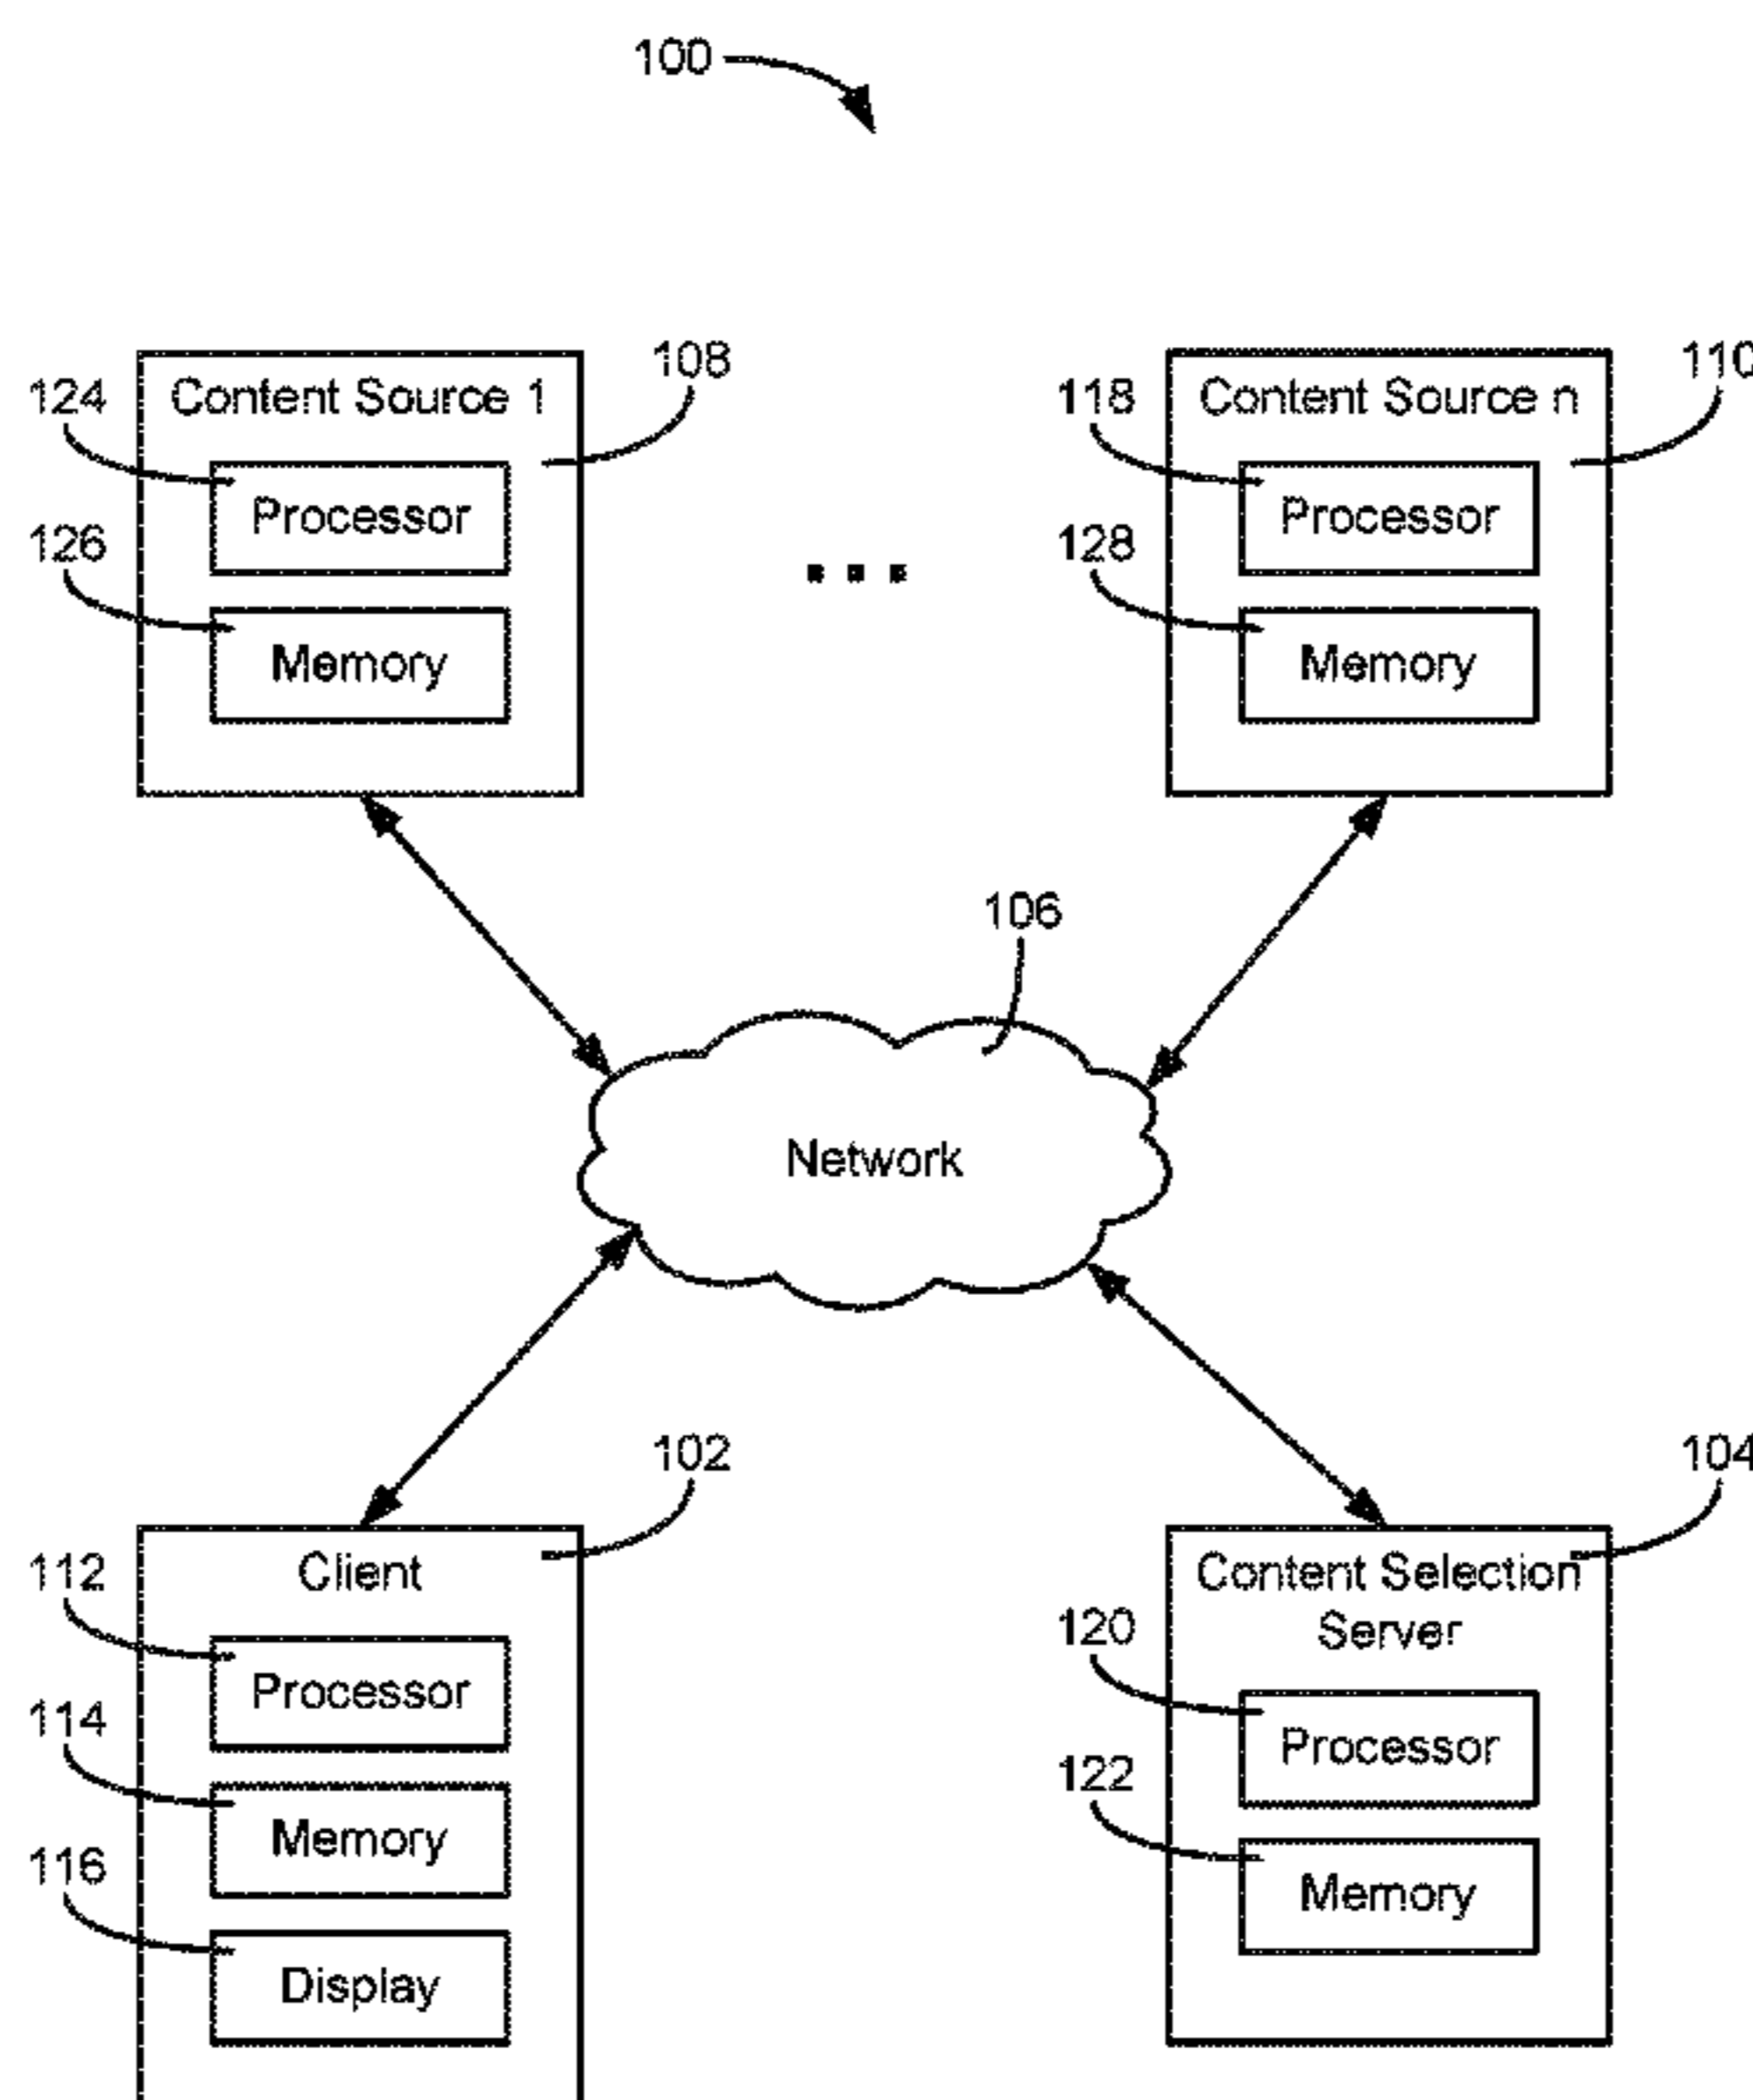 100
108
110
Content Source 1
Content Source n
124
118
Processor
Processor
126
128
...
Memory
Memory
106
Network
102
104
Client
Content Selection
Server
112
120
Processor
Processor
114
122
Memory
Memory
116
Display